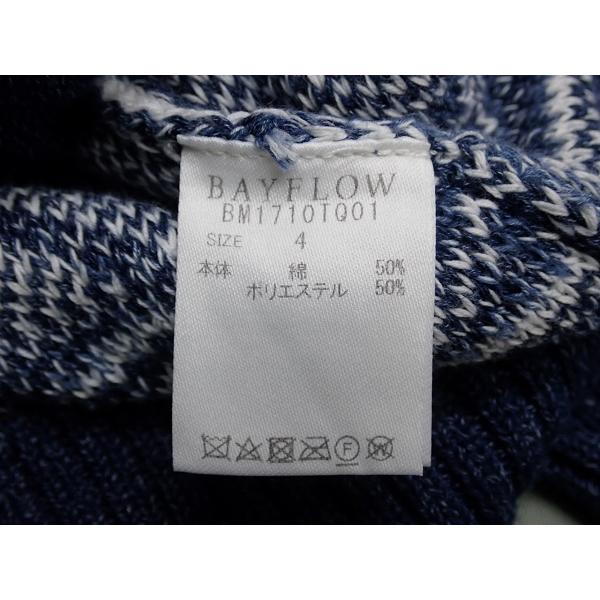 BAYFLOW
BM1710TQ01
SIZE 4
本体 綿 50%
ポリエステル 50%
F W